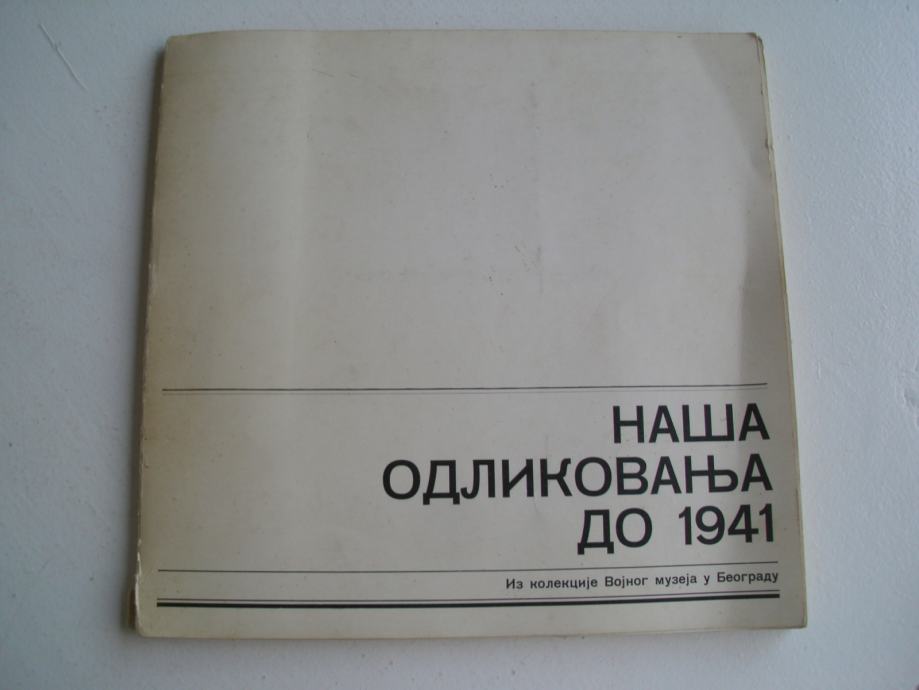 НАША
ОДЛИКОВАЊА
ДО 1941
Из колекције Војног музеја у Београду